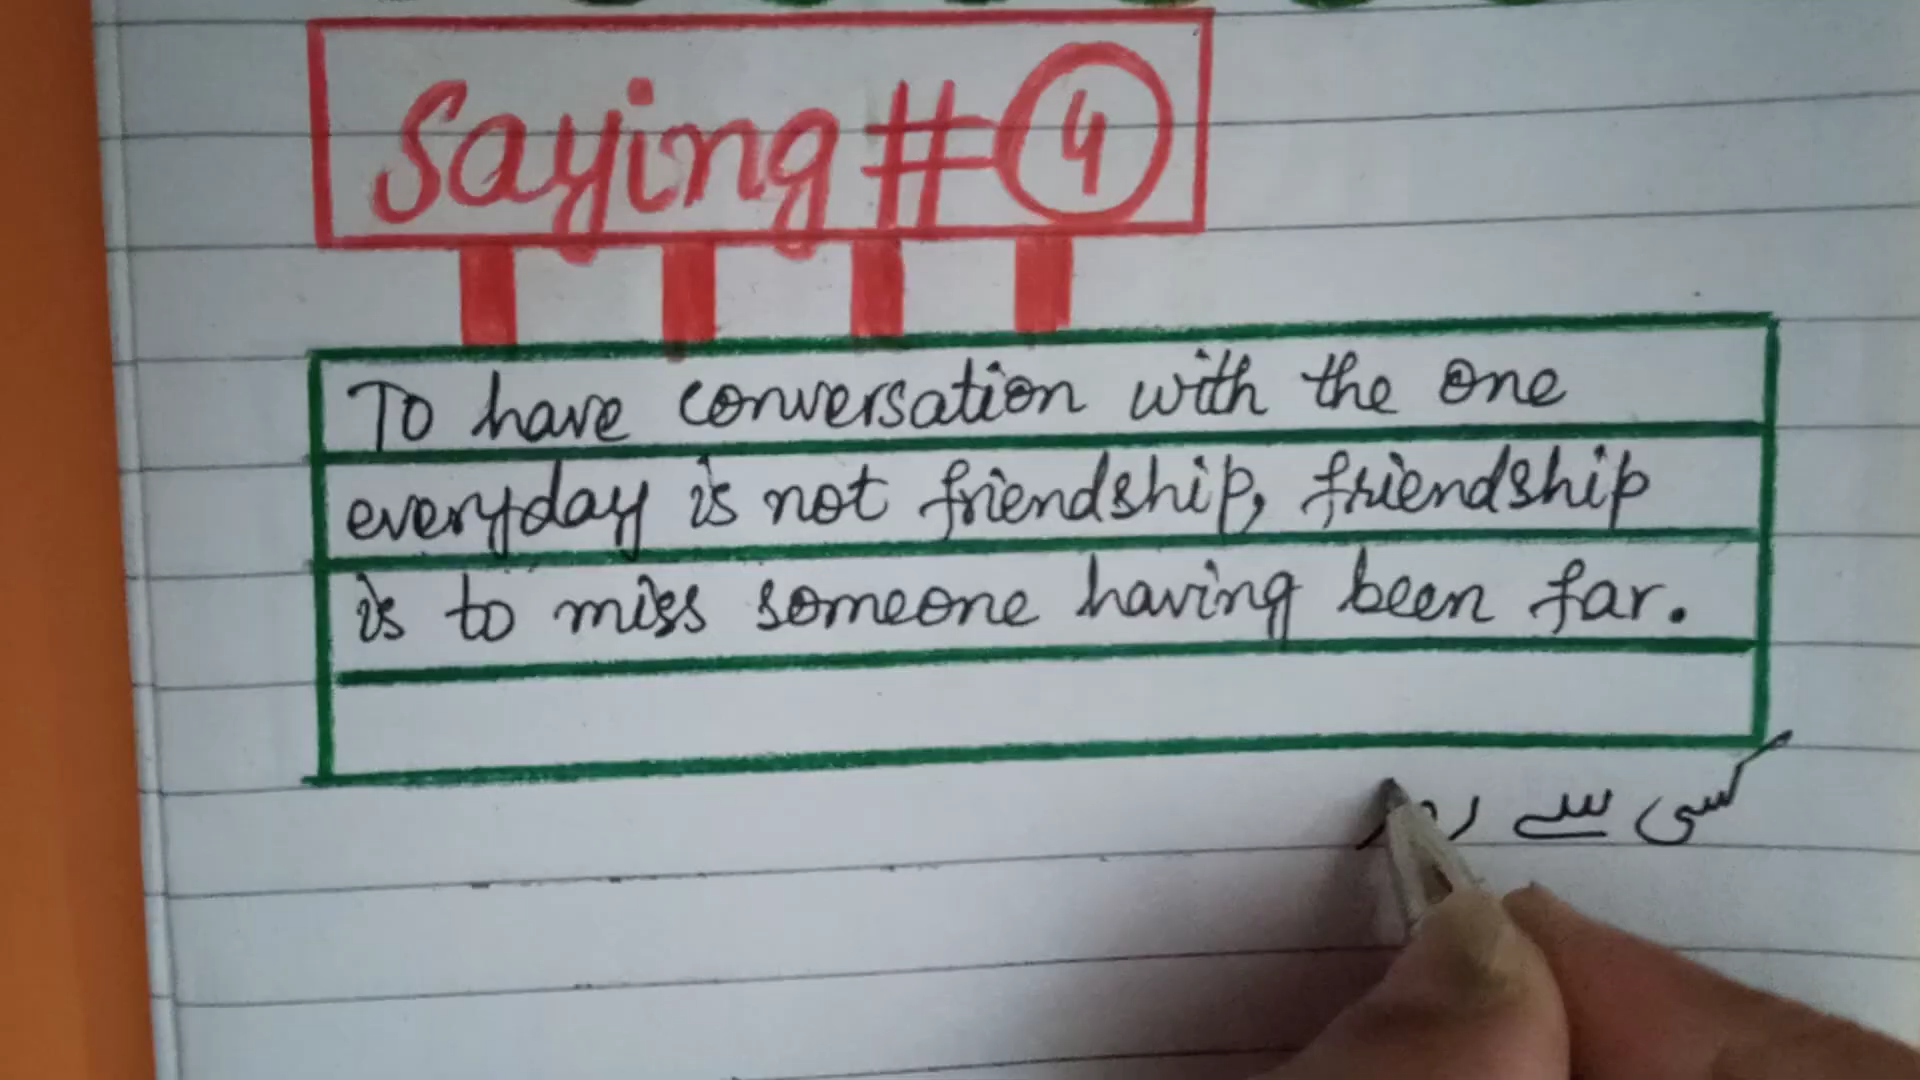 Saying # 4
To have conversation with the one
everyday is not friendship, friendship
is to miss someone having been far.
کسی سے